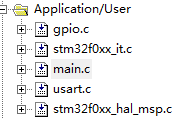 Application/User
gpio.c
stm32f0xx_it.c
main.c
usart.c
stm32f0xx_hal_msp.c